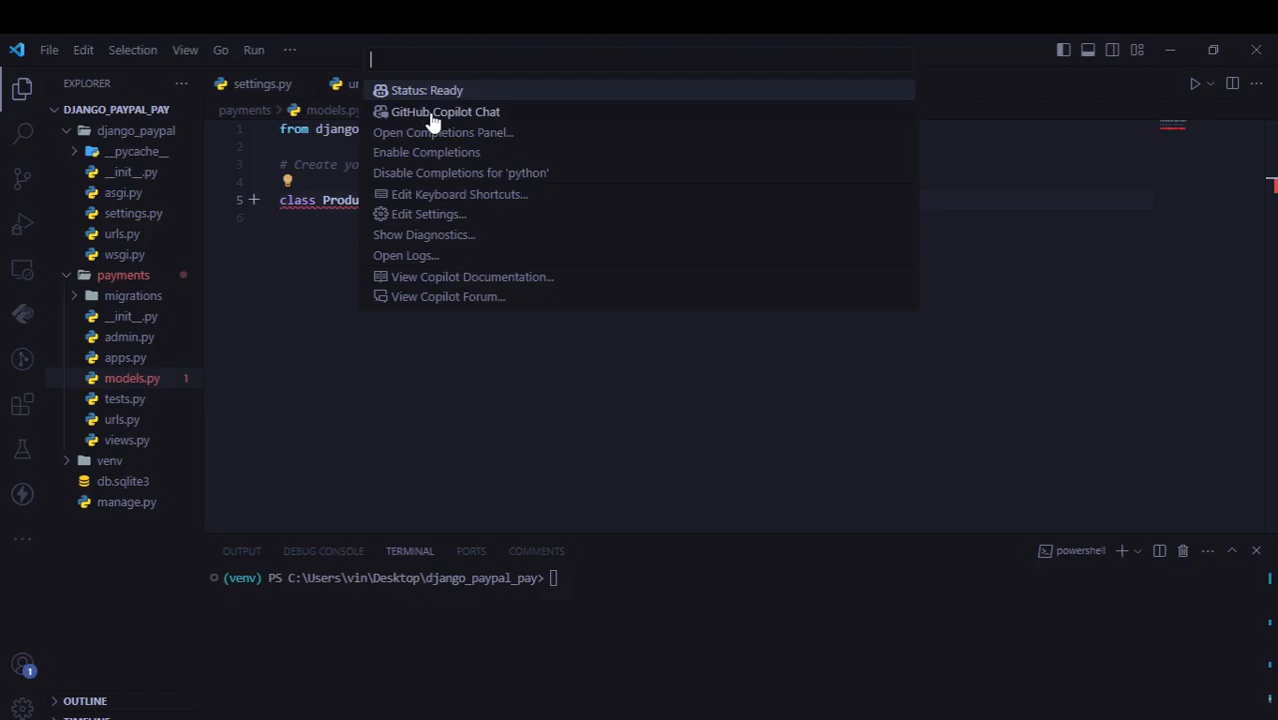 File Edit Selection View Go Run ···
EXPLORER ···
DJANGO_PAYPAL_PAY
django_paypal
__pycache__
__init__.py
asgi.py
settings.py
urls.py
wsgi.py
payments
migrations
__init__.py
admin.py
apps.py
models.py 1
tests.py
urls.py
views.py
venv
db.sqlite3
manage.py
OUTLINE
1
settings.py
payments > models.py
1 from django
2
3 # Create yo
4
5 class Produ
6
Status: Ready
GitHub Copilot Chat
Open Completions Panel...
Enable Completions
Disable Completions for 'python'
Edit Keyboard Shortcuts...
Edit Settings...
Show Diagnostics...
Open Logs...
View Copilot Documentation...
View Copilot Forum...
OUTPUT DEBUG CONSOLE TERMINAL PORTS COMMENTS
powershell
(venv) PS C:\Users\vin\Desktop\django_paypal_pay>